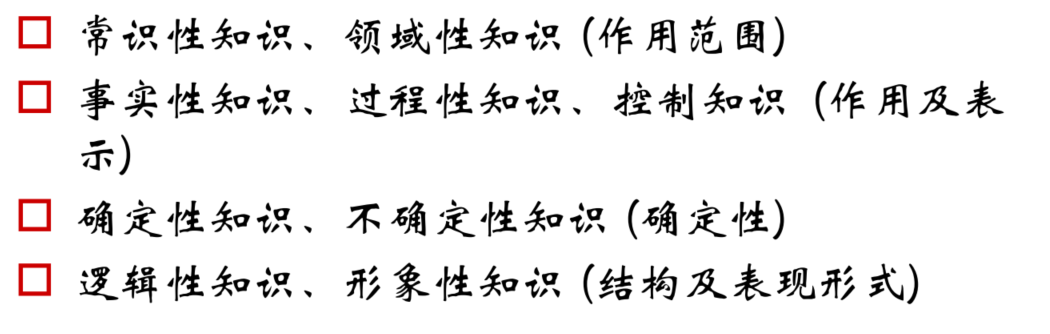 常识性知识、领域性知识 (作用范围)
事实性知识、过程性知识、控制知识 (作用及表
示)
确定性知识、不确定性知识 (确定性)
逻辑性知识、形象性知识 (结构及表现形式)